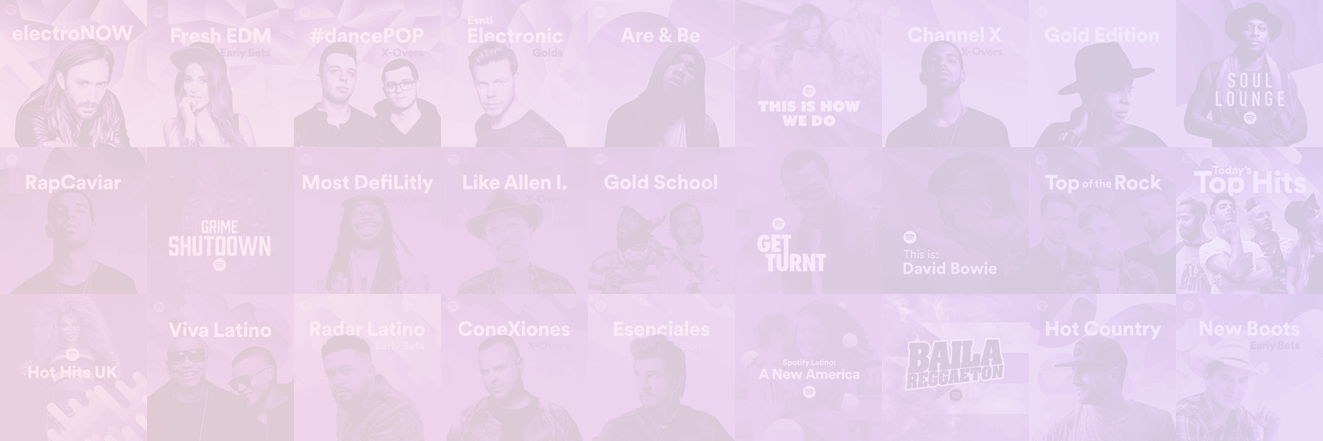 electroNOW
Fresh EDM
Early Bets
#dancePOP
X-Overs
Esntl
Electronic
Golds
Are & Be
THIS IS HOW
WE DO
Channel X
X-Overs
Gold Edition
SOUL
LOUNGE
RapCaviar
GRIME
SHUTDOWN
Most DefiLitly
Early Bets
Like Allen I.
X-Overs
Gold School
GET
TURNT
This is:
David Bowie
Top of the Rock
Today's
Top Hits
Hot Hits UK
Viva Latino
Radar Latino
Early Bets
ConeXiones
X-Overs
Esenciales
Spotify Latino:
A New America
BAILA
REGGAETON
Hot Country
New Boots
Early Bets